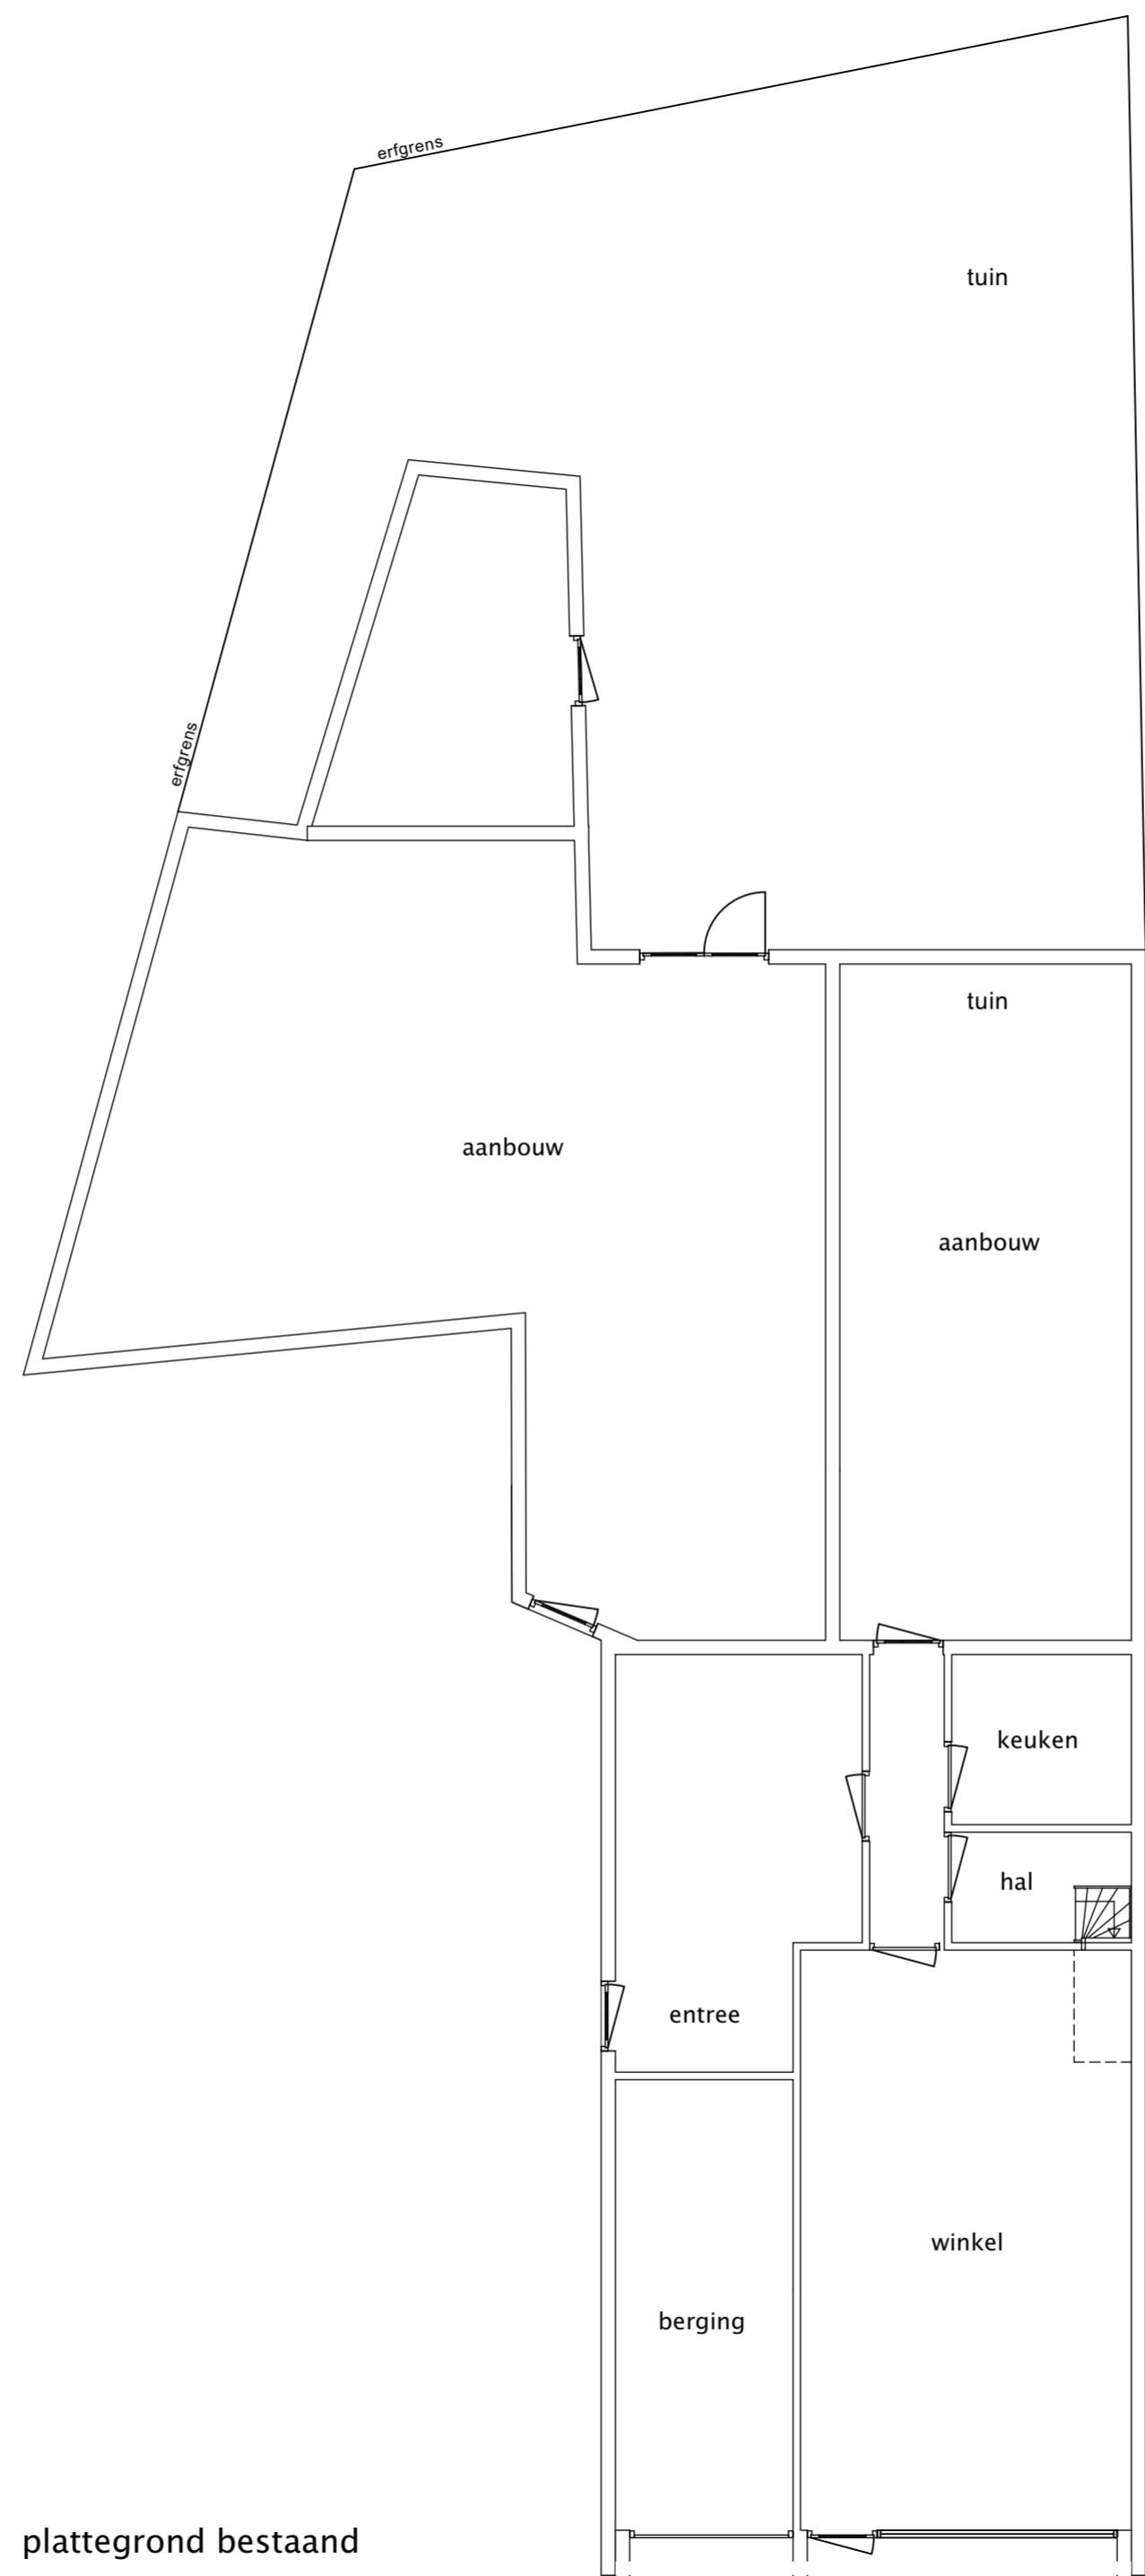 erfgrens
tuin
erfgrens
tuin
aanbouw
aanbouw
keuken
hal
entree
winkel
berging
plattegrond bestaand